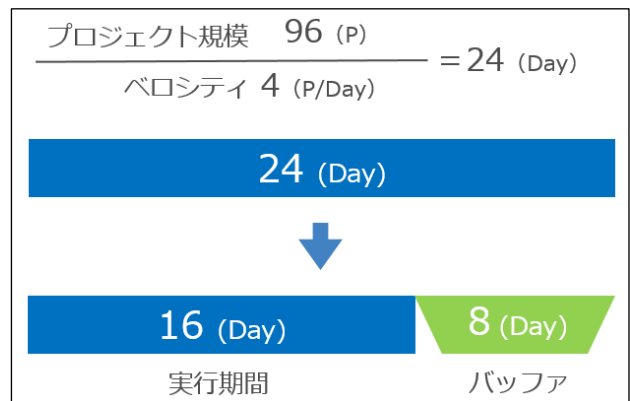 プロジェクト規模 96 (P)
ベロシティ 4 (P/Day)
=24 (Day)
24 (Day)
16 (Day)
8 (Day)
実行期間
バッファ